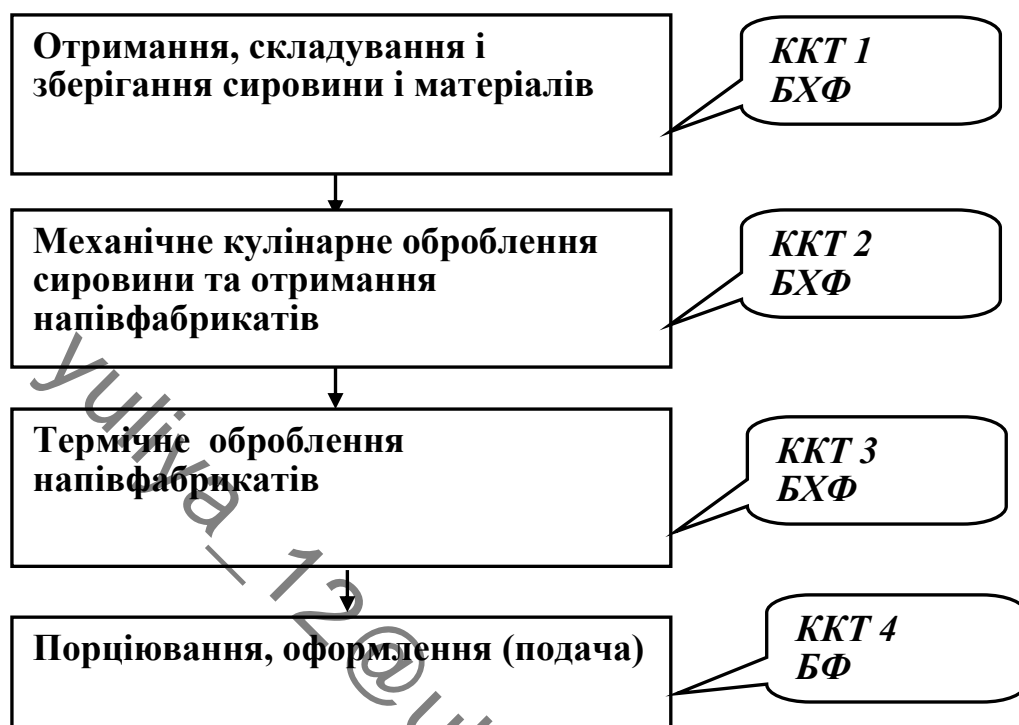 Отримання, складування і
зберігання сировини і матеріалів
ККТ 1
БХФ
Механічне кулінарне оброблення
сировини та отримання
напівфабрикатів
ККТ 2
БХФ
Термічне оброблення
напівфабрикатів
ККТ 3
БХФ
Порціювання, оформлення (подача)
ККТ 4
БФ
yuliya_12@u